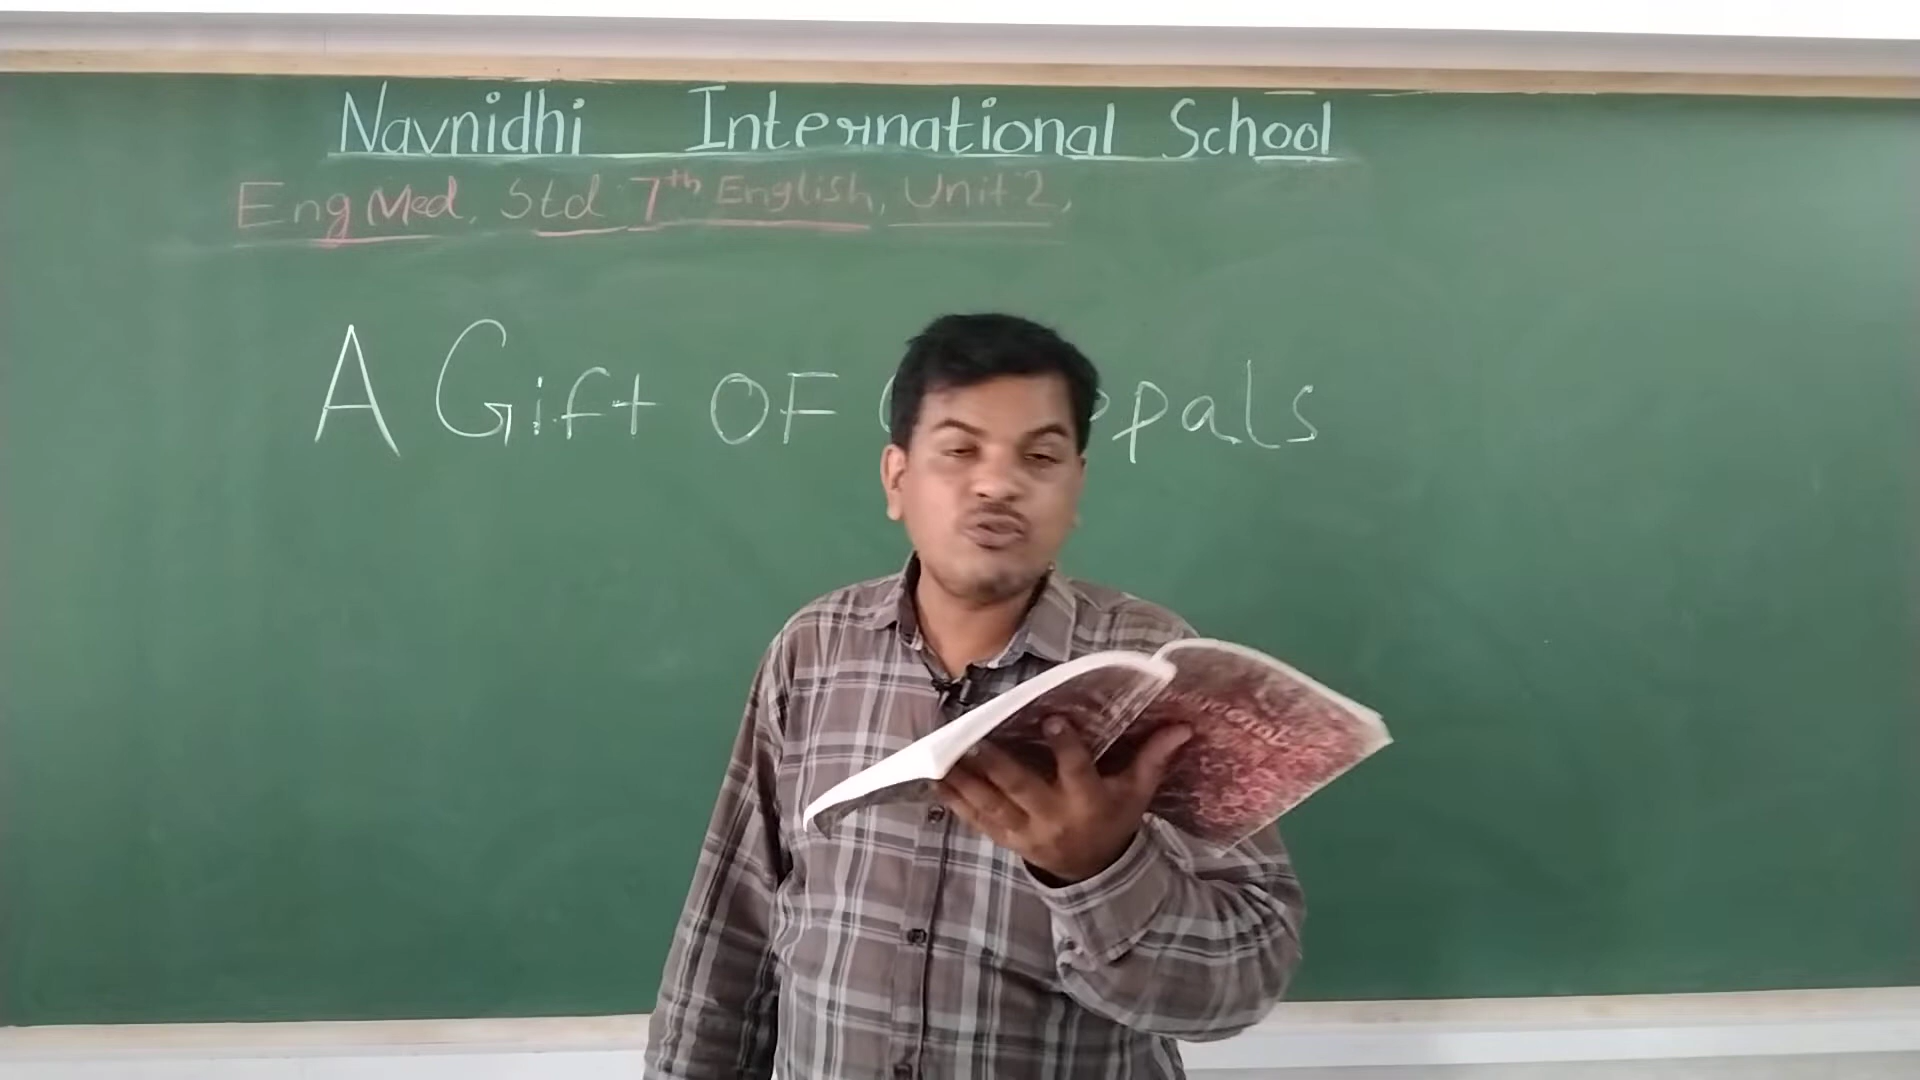 Navnidhi International School
Eng Med, Std 7th English, Unit 2,
A Gift OF